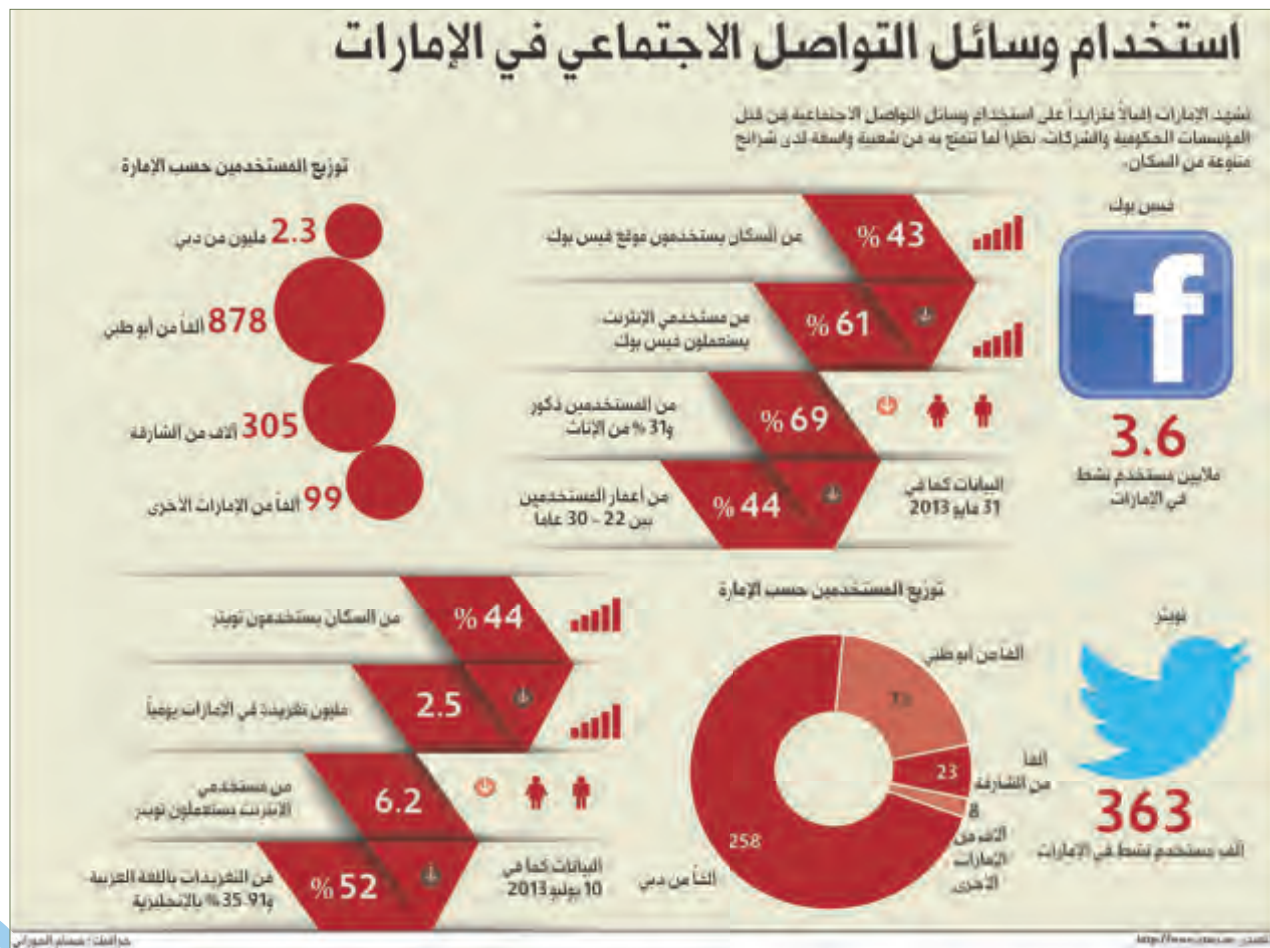 استخدام وسائل التواصل الاجتماعي في الإمارات
تشهد الإمارات إقبالاً متزايداً على استخدام وسائل التواصل الاجتماعية من قبل
المؤسسات الحكومية والشركات، نظراً لما تتمتع به من شعبية واسعة لدى شرائح
متنوعة من السكان.
فيس بوك
3.6
ملايين مستخدم نشط
في الإمارات
% 43
من السكان يستخدمون موقع فيس بوك
% 61
من مستخدمي الإنترنت
يستعملون فيس بوك
% 69
من المستخدمين ذكور
و31 % من الإناث
البيانات كما في
31 مايو 2013
% 44
من أعمار المستخدمين
بين 22 - 30 عاماً
توزيع المستخدمين حسب الإمارة
2.3 مليون من دبي
878 ألفاً من أبو ظبي
305 آلاف من الشارقة
99 ألفاً من الإمارات الأخرى
تويتر
363
ألف مستخدم نشط في الإمارات
توزيع المستخدمين حسب الإمارة
ألفاً من أبو ظبي
23
ألفاً
من الشارقة
8
آلاف من
الإمارات
الأخرى
258
ألفاً من دبي
% 44
من السكان يستخدمون تويتر
2.5
مليون تغريدة في الإمارات يومياً
6.2
من مستخدمي
الإنترنت يستعملون تويتر
البيانات كما في
10 يوليو 2013
% 52
من التغريدات باللغة العربية
و35.91 % بالإنجليزية
جرافيك : حسام الحوراني